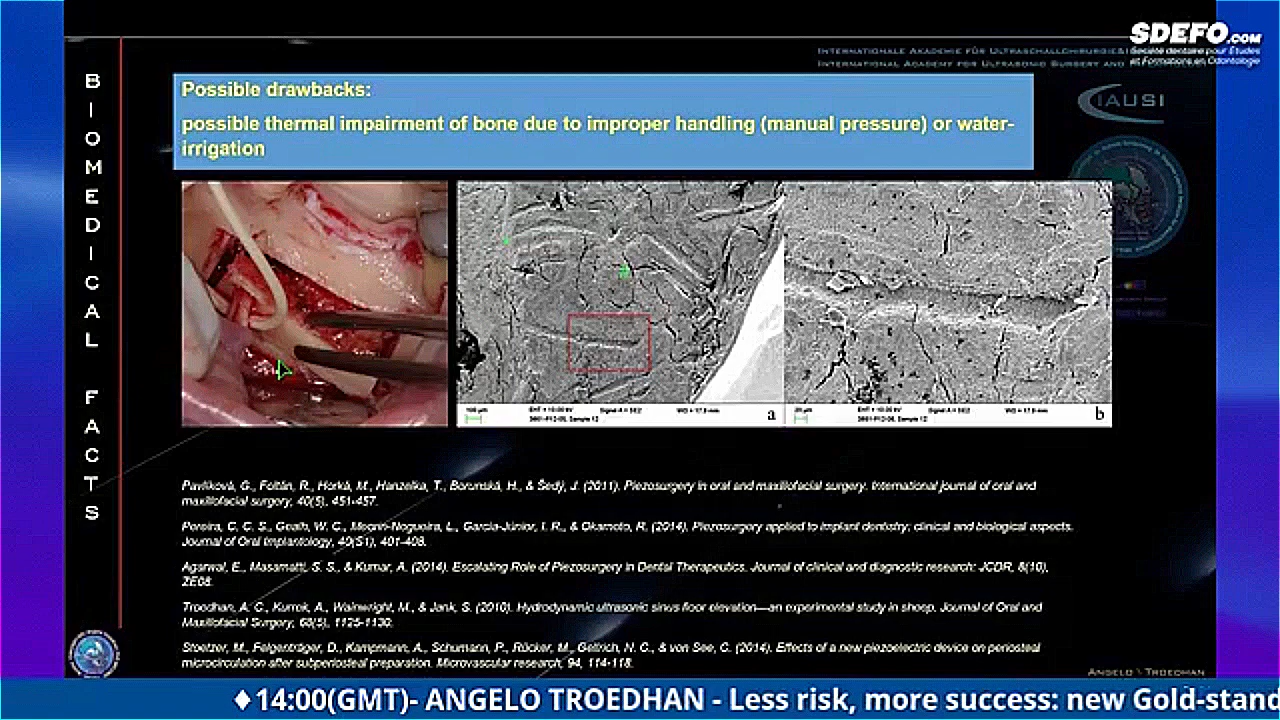 SDEFO.COM
Société dentaire pour Études
et Formations en Odontologie
INTERNATIONALE AKADEMIE FÜR ULTRASCHALLCHIRURGIE
INTERNATIONAL ACADEMY FOR ULTRASONIC SURGERY AND
IAUSI
BIOMEDICAL FACTS
Possible drawbacks:
possible thermal impairment of bone due to improper handling (manual pressure) or water-
irrigation
a
b
Pavlíková, G., Foltán, R., Horká, M., Hanzelka, T., Borunská, H., & Šedý, J. (2011). Piezosurgery in oral and maxillofacial surgery. International journal of oral and
maxillofacial surgery, 40(5), 451-457.
Pereira, C. C. S., Gealh, W. C., Meorin-Nogueira, L., Garcia-Júnior, I. R., & Okamoto, R. (2014). Piezosurgery applied to implant dentistry: clinical and biological aspects.
Journal of Oral Implantology, 40(S1), 401-408.
Agarwal, E., Masamatti, S. S., & Kumar, A. (2014). Escalating Role of Piezosurgery in Dental Therapeutics. Journal of clinical and diagnostic research: JCDR, 8(10),
ZE08.
Troedhan, A. C., Kurrek, A., Wainwright, M., & Jank, S. (2010). Hydrodynamic ultrasonic sinus floor elevation—an experimental study in sheep. Journal of Oral and
Maxillofacial Surgery, 68(5), 1125-1130.
Stoetzer, M., Felgenträger, D., Kampmann, A., Schumann, P., Rücker, M., Gellrich, N. C., & von See, C. (2014). Effects of a new piezoelectric device on periosteal
microcirculation after subperiosteal preparation. Microvascular research, 94, 114-118.
ANGELO \ TROEDHAN
♦14:00(GMT)- ANGELO TROEDHAN - Less risk, more success: new Gold-stand